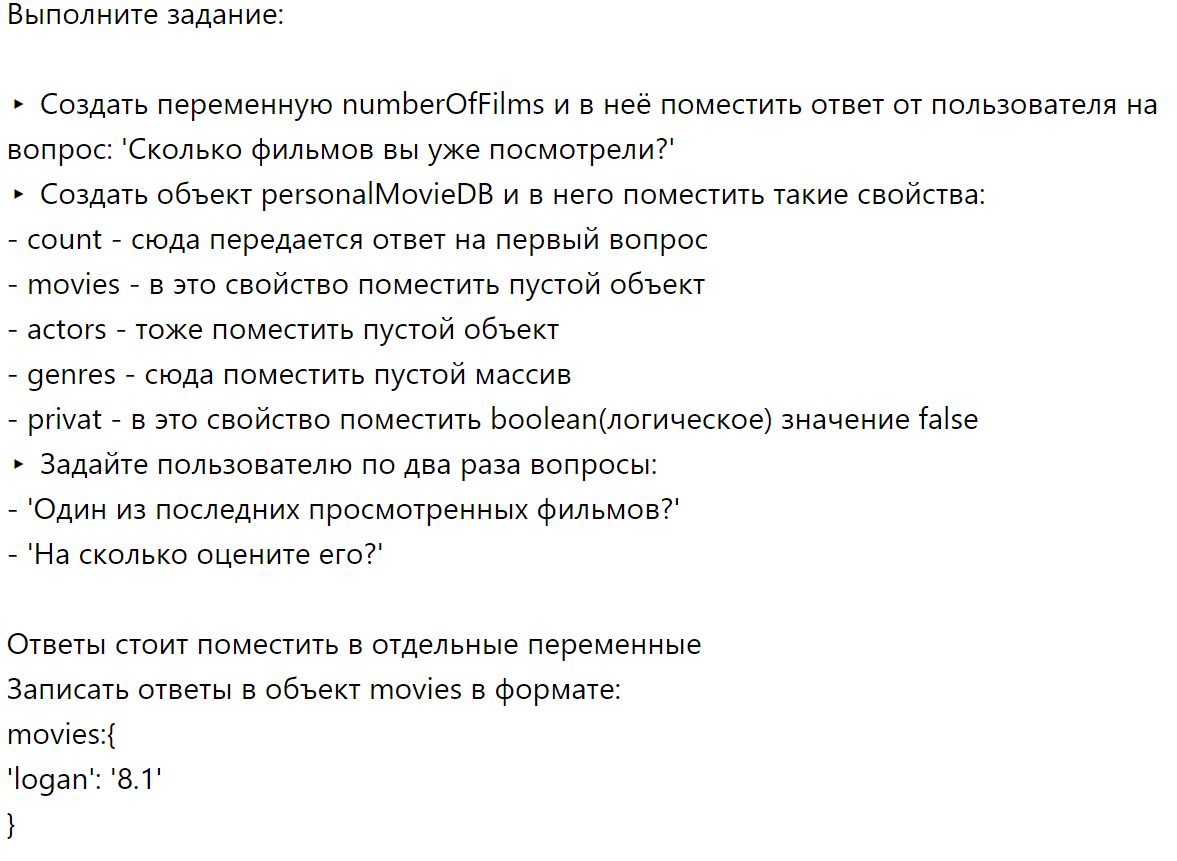 Выполните задание:
‣ Создать переменную numberOfFilms и в неё поместить ответ от пользователя на
вопрос: 'Сколько фильмов вы уже посмотрели?'
‣ Создать объект personalMovieDB и в него поместить такие свойства:
- count - сюда передается ответ на первый вопрос
- movies - в это свойство поместить пустой объект
- actors - тоже поместить пустой объект
- genres - сюда поместить пустой массив
- privat - в это свойство поместить boolean(логическое) значение false
‣ Задайте пользователю по два раза вопросы:
- 'Один из последних просмотренных фильмов?'
- 'На сколько оцените его?'
Ответы стоит поместить в отдельные переменные
Записать ответы в объект movies в формате:
movies:{
'logan': '8.1'
}